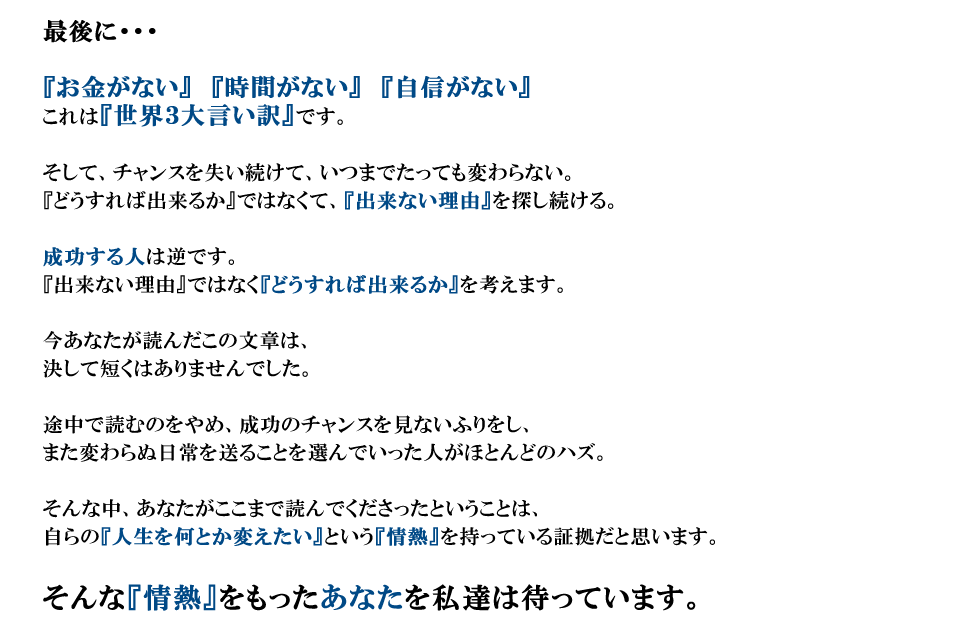 最後に・・・
『お金がない』 『時間がない』 『自信がない』
これは『世界3大言い訳』です。
そして、チャンスを失い続けて、いつまでたっても変わらない。
『どうすれば出来るか』ではなくて、『出来ない理由』を探し続ける。
成功する人は逆です。
『出来ない理由』ではなく『どうすれば出来るか』を考えます。
今あなたが読んだこの文章は、
決して短くはありませんでした。
途中で読むのをやめ、成功のチャンスを見ないふりをし、
また変わらぬ日常を送ることを選んでいった人がほとんどのハズ。
そんな中、あなたがここまで読んでくださったということは、
自らの『人生を何とか変えたい』という『情熱』を持っている証拠だと思います。
そんな『情熱』をもったあなたを私達は待っています。